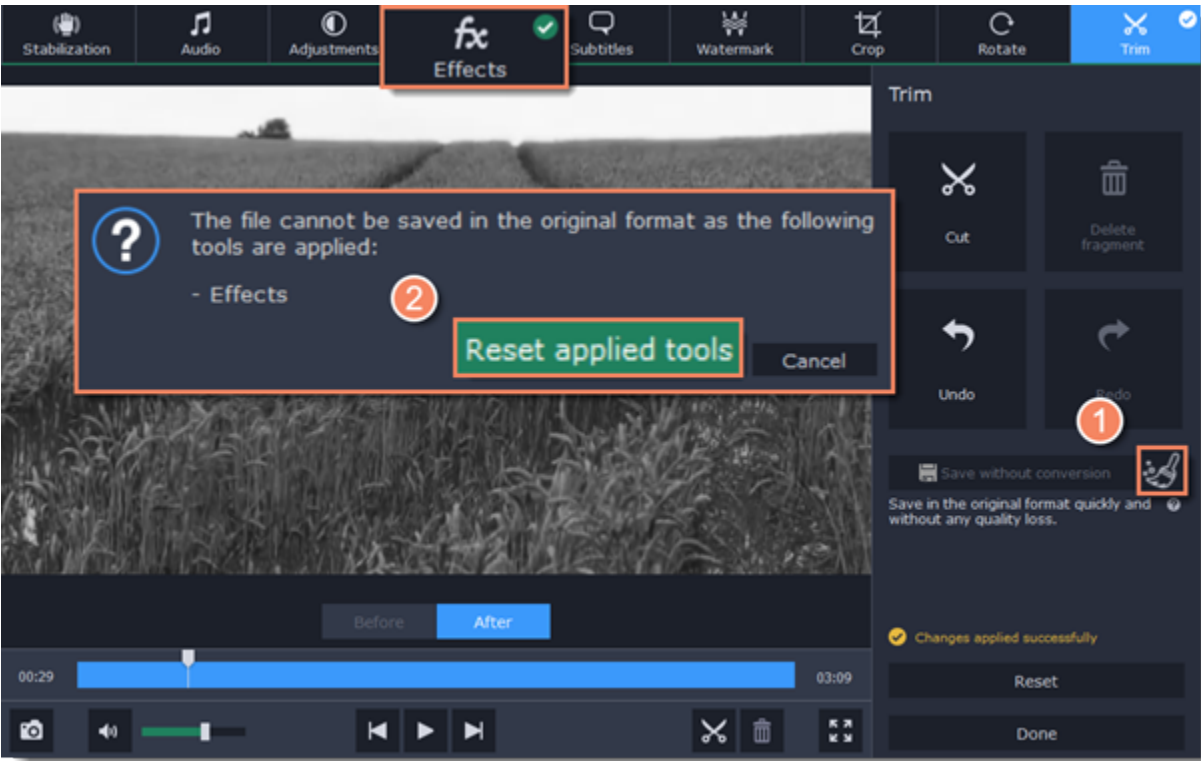 Stabilization
Audio
Adjustments
fx
Effects
Subtitles
Watermark
Crop
Rotate
Trim
Trim
Cut
Delete
fragment
Undo
Redo
The file cannot be saved in the original format as the following
tools are applied:
- Effects
2
Reset applied tools
Cancel
1
Save without conversion
Save in the original format quickly and
without any quality loss.
Before
After
Changes applied successfully
00:29
03:09
Reset
Done